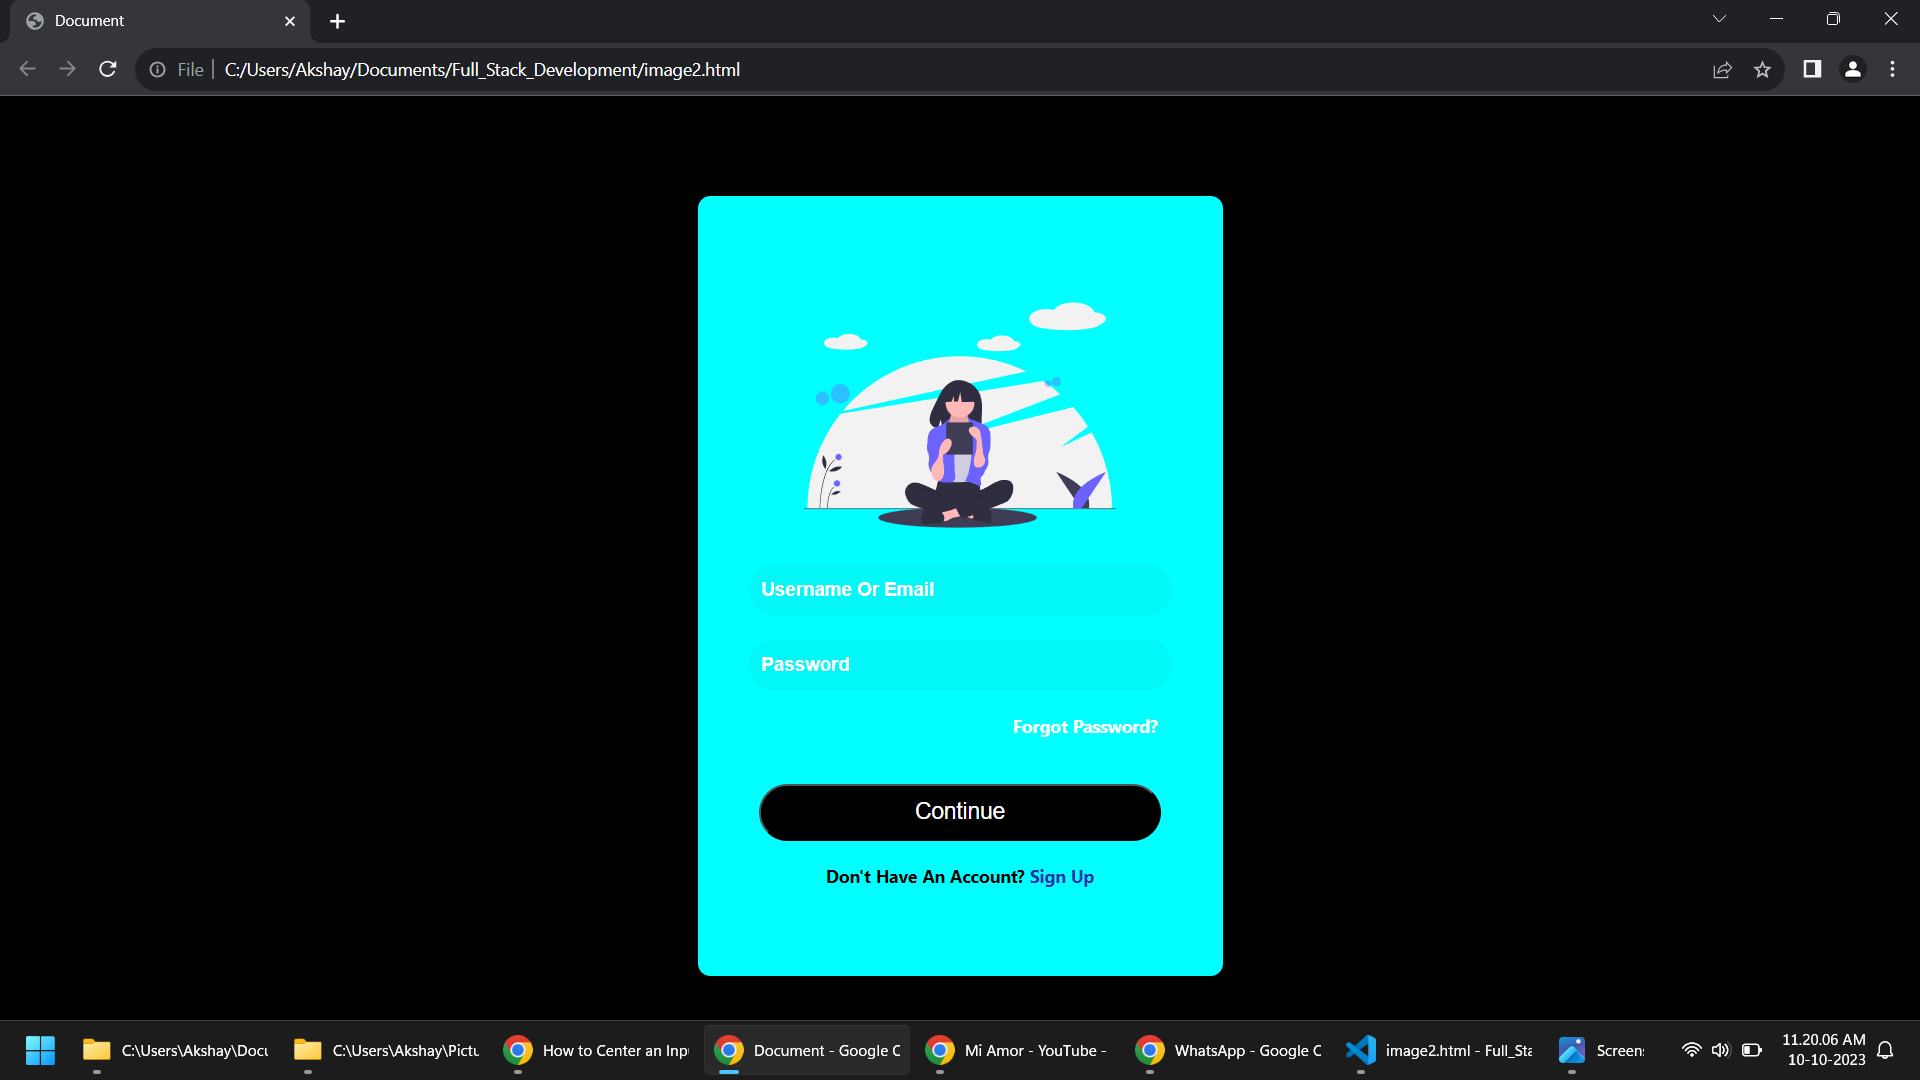 Document
File
C:/Users/Akshay/Documents/Full_Stack_Development/image2.html
Username Or Email
Password
Forgot Password?
Continue
Don't Have An Account? Sign Up
C:\Users\Akshay\Docu
C:\Users\Akshay\Pictu
How to Center an Inp
Document - Google C
Mi Amor - YouTube -
WhatsApp - Google C
image2.html - Full_Sta
Screen
11.20.06 AM
10-10-2023